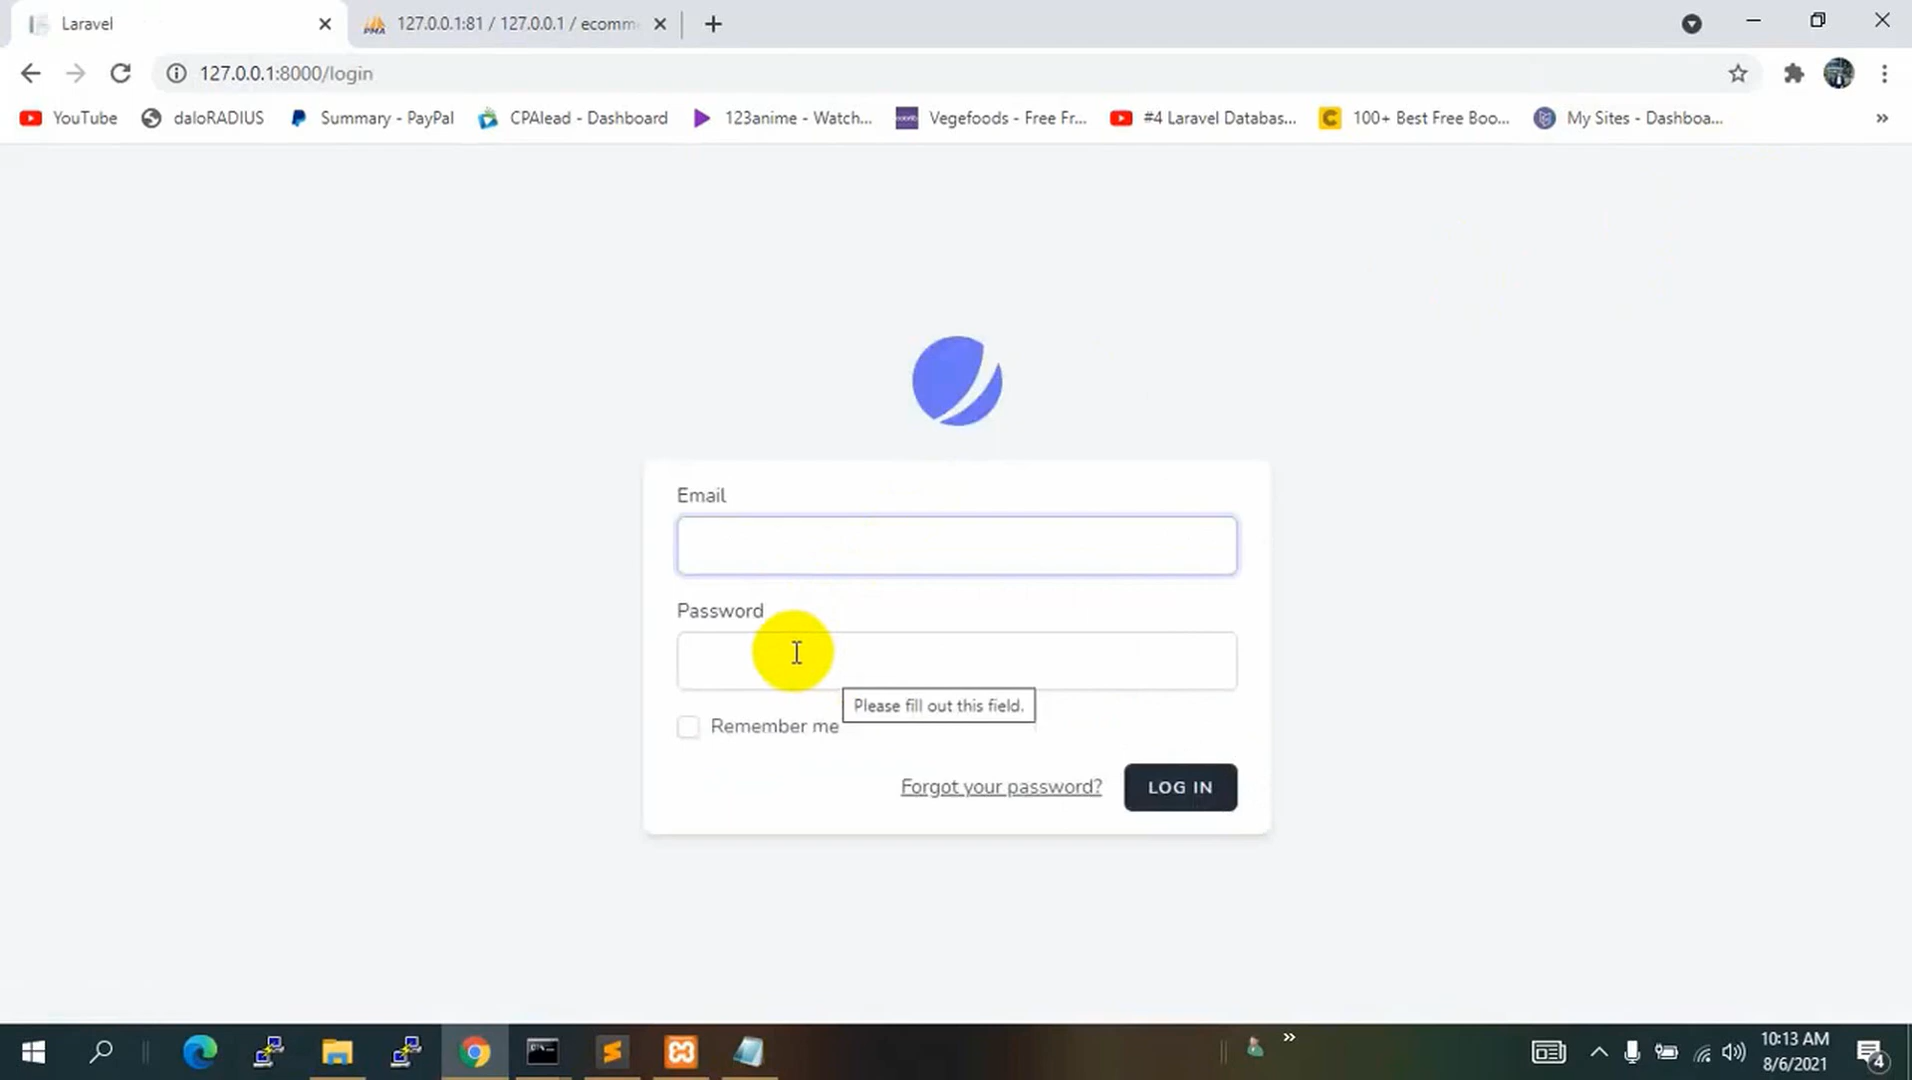 Laravel
127.0.0.1:81 / 127.0.0.1 / ecomm
127.0.0.1:8000/login
YouTube
daloRADIUS
Summary - PayPal
CPAlead - Dashboard
123anime - Watch...
Vegefoods - Free Fr...
#4 Laravel Databas...
100+ Best Free Boo...
My Sites - Dashboa...
»
Email
Password
Please fill out this field.
Remember me
Forgot your password?
LOG IN
»
10:13 AM
8/6/2021
4